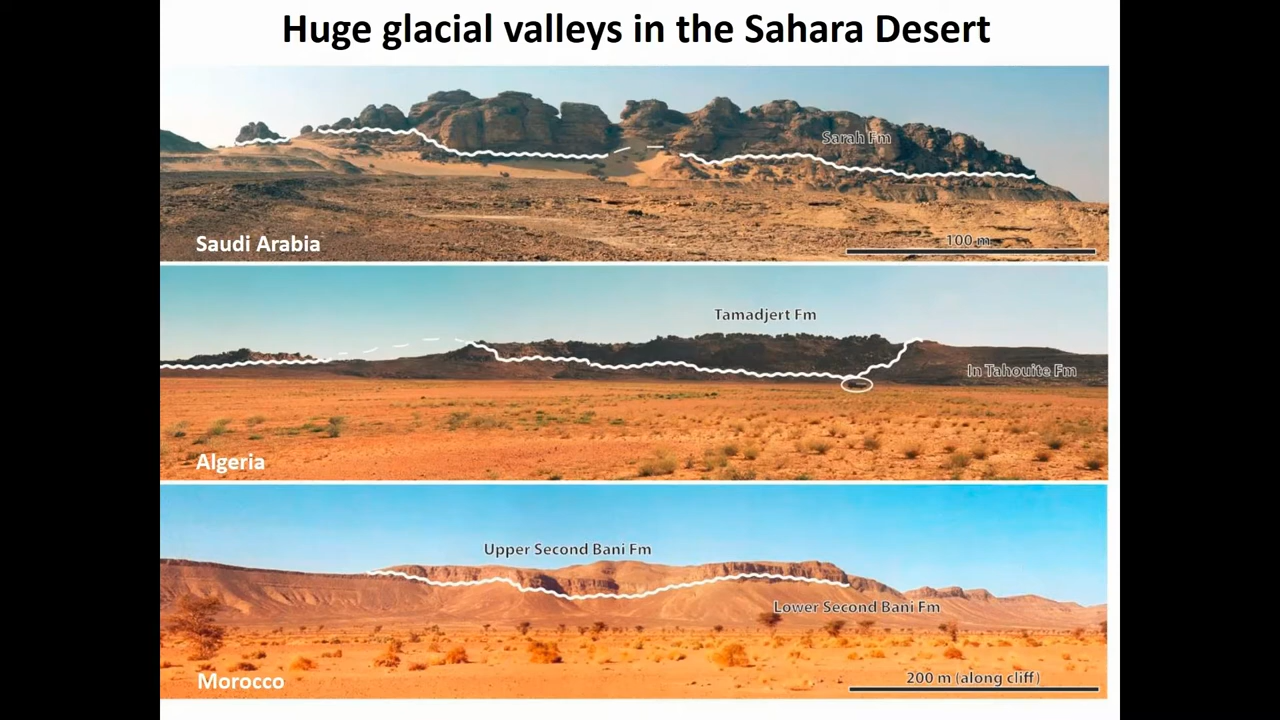 Huge glacial valleys in the Sahara Desert
Sarah Fm
Saudi Arabia
100 m
Tamadjert Fm
In Tahouite Fm
Algeria
Upper Second Bani Fm
Lower Second Bani Fm
Morocco
200 m (along cliff)